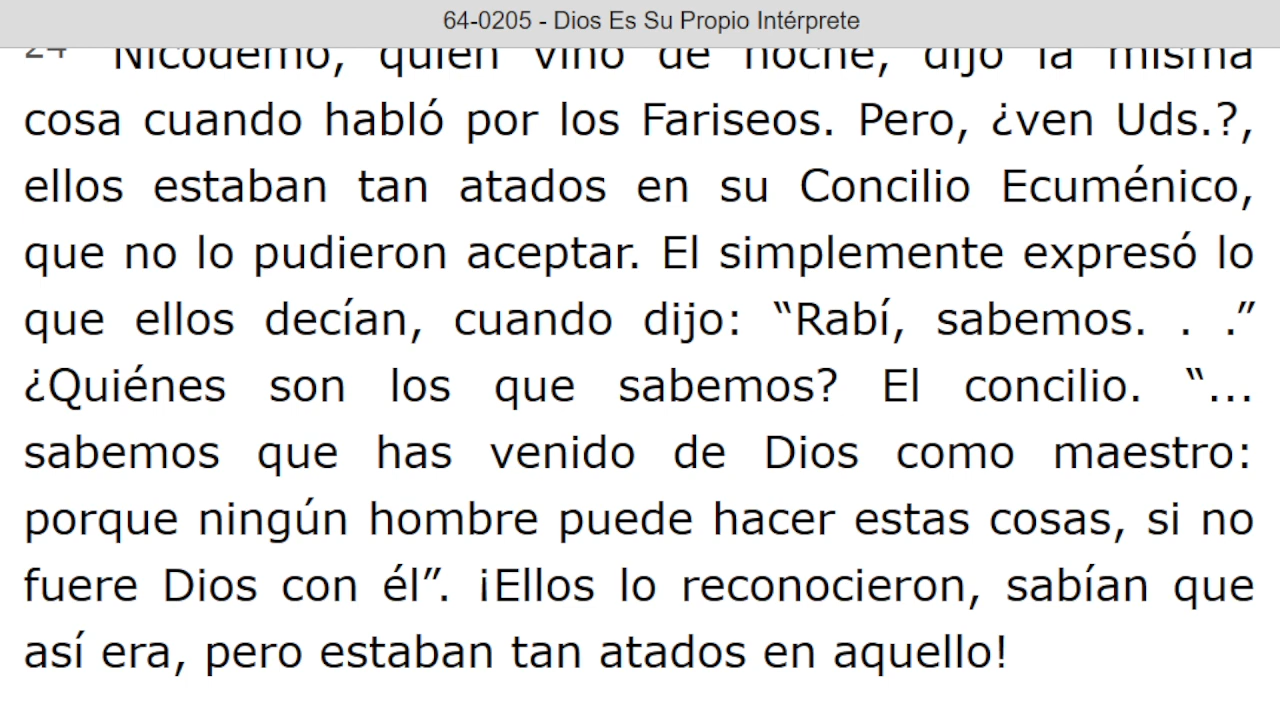 64-0205 - Dios Es Su Propio Intérprete
24 Nicodemo, quien vino de noche, dijo la misma
cosa cuando habló por los Fariseos. Pero, ¿ven Uds.?,
ellos estaban tan atados en su Concilio Ecuménico,
que no lo pudieron aceptar. El simplemente expresó lo
que ellos decían, cuando dijo: “Rabí, sabemos. . .”
¿Quiénes son los que sabemos? El concilio. “...
sabemos que has venido de Dios como maestro:
porque ningún hombre puede hacer estas cosas, si no
fuere Dios con él”. ¡Ellos lo reconocieron, sabían que
así era, pero estaban tan atados en aquello!